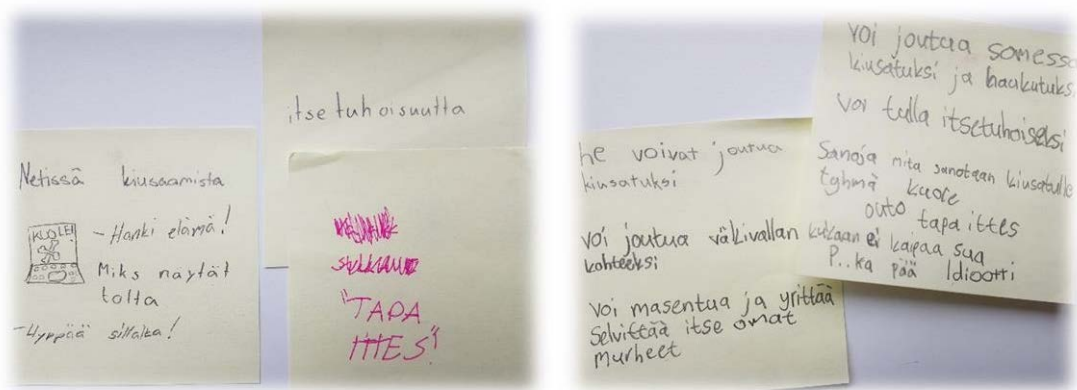 itse tuhoisuutta
Netissä kiusaamista
KUOLE!
- Hanki elämä!
Miks näytät
tolta
- Hyppää sillalta!
"TAPA
ITTES"
he voivat joutua
kiusatuksi
voi joutua väkivallan
kohteeksi
voi masentua ja yrittää
selvittää itse omat
murheet
voi joutua somessa
kiusatuksi ja haukutuksi
voi tulla itsetuhoiseksi
Sanoja mitä sanotaan kiusatulle
tyhmä kuole
outo tapa ittes
kukaan ei kaipaa sua
P..ka pää Idiootti